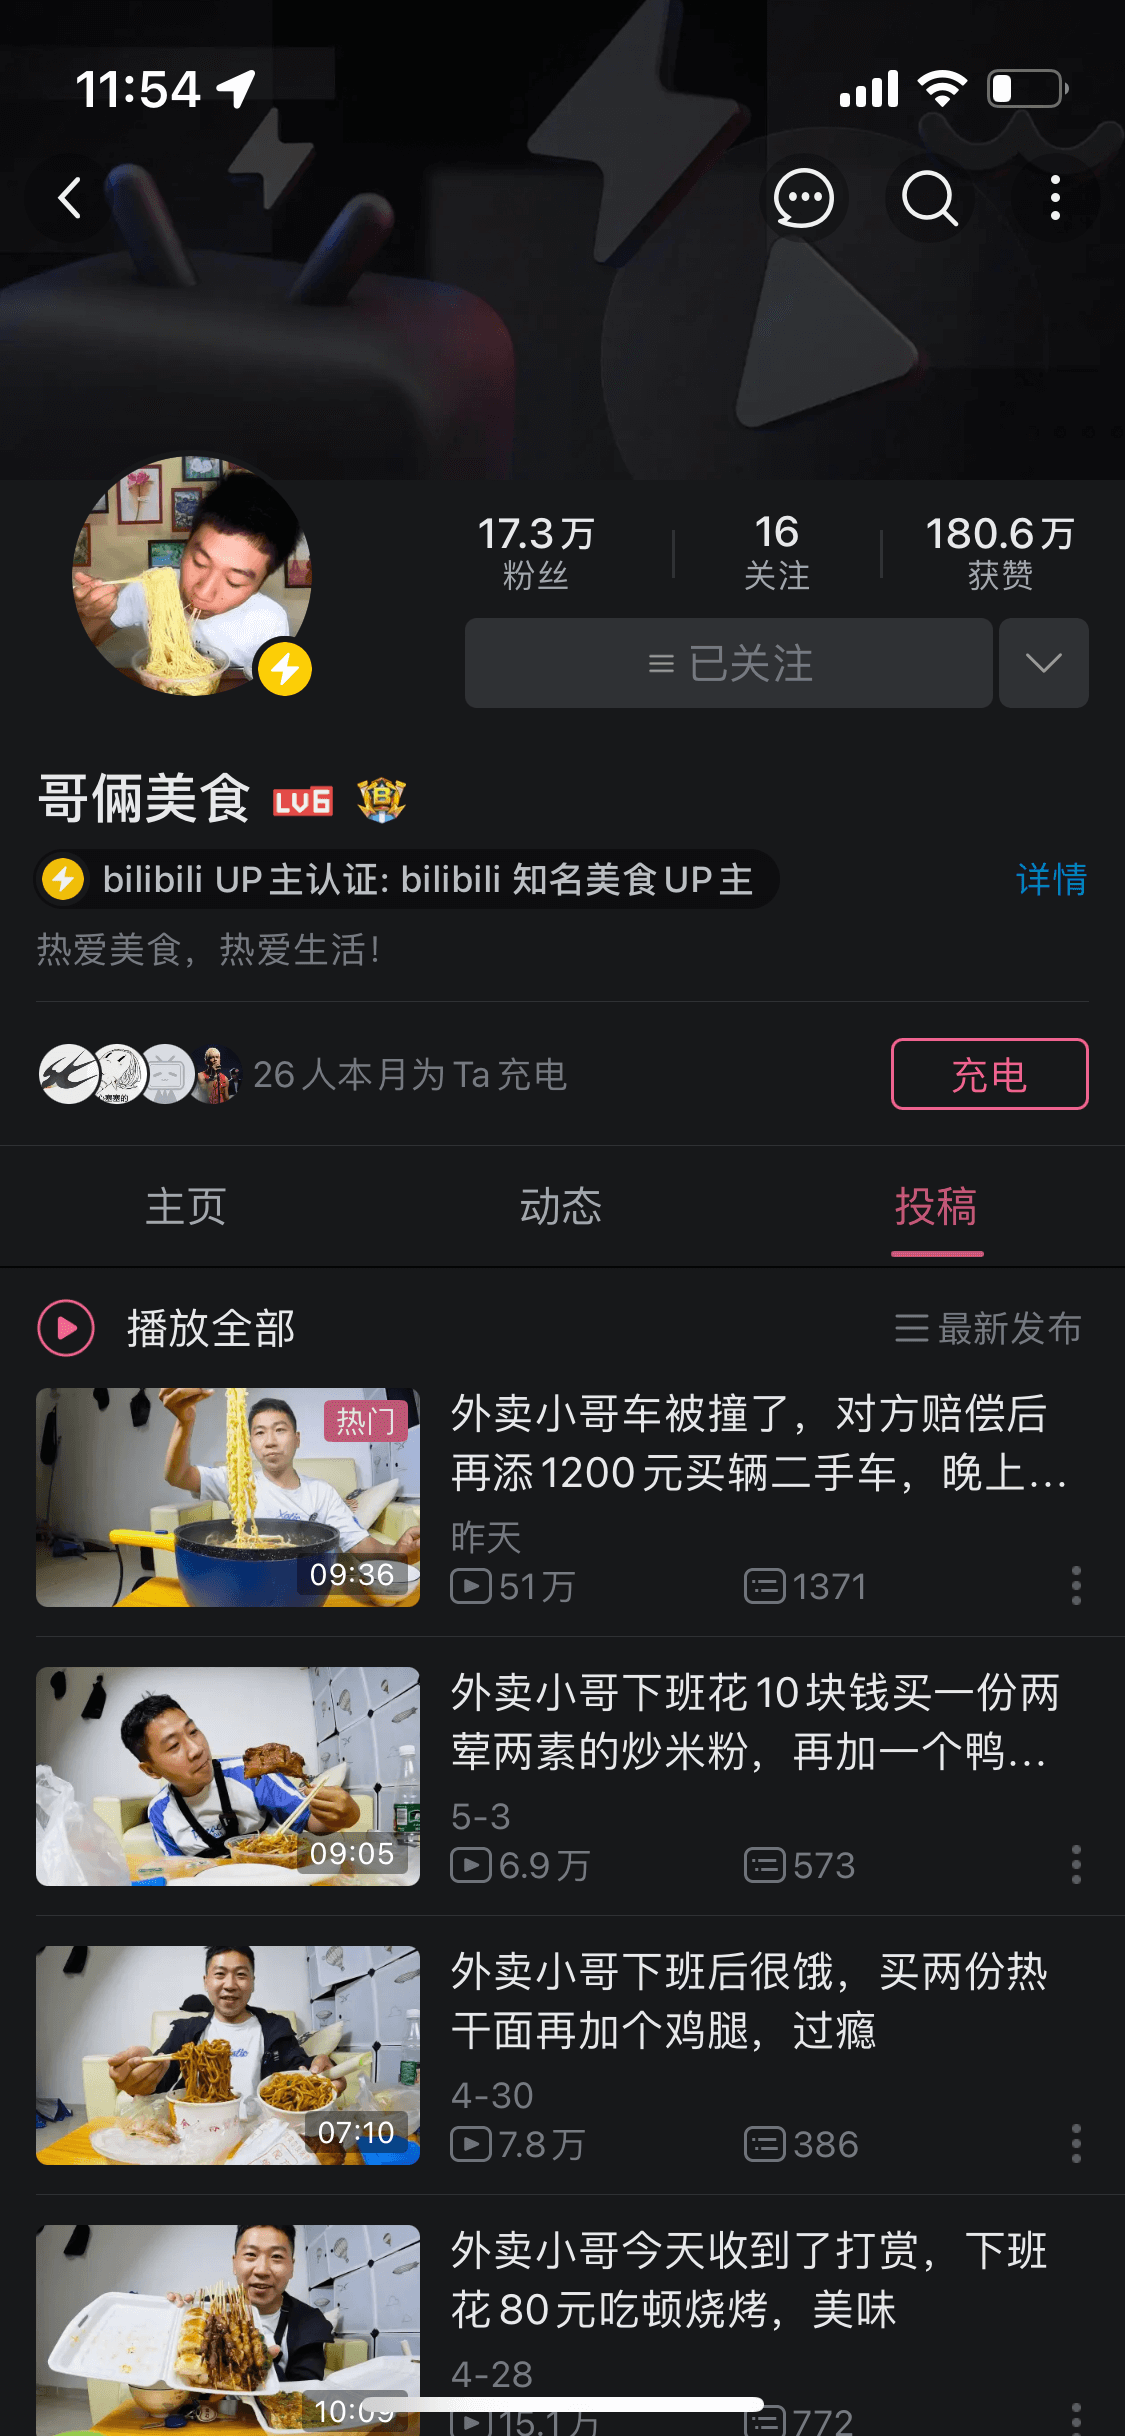 11:54
17.3万
粉丝
16
关注
180.6万
获赞
已关注
哥俩美食 LV6
bilibili UP主认证: bilibili 知名美食UP主
详情
热爱美食，热爱生活！
26人本月为Ta充电
充电
主页
动态
投稿
播放全部
最新发布
热门
09:36
外卖小哥车被撞了，对方赔偿后
再添1200元买辆二手车，晚上...
昨天
51万
1371
09:05
外卖小哥下班花10块钱买一份两
荤两素的炒米粉，再加一个鸭...
5-3
6.9万
573
07:10
外卖小哥下班后很饿，买两份热
干面再加个鸡腿，过瘾
4-30
7.8万
386
10:09
外卖小哥今天收到了打赏，下班
花80元吃顿烧烤，美味
4-28
15.1万
772